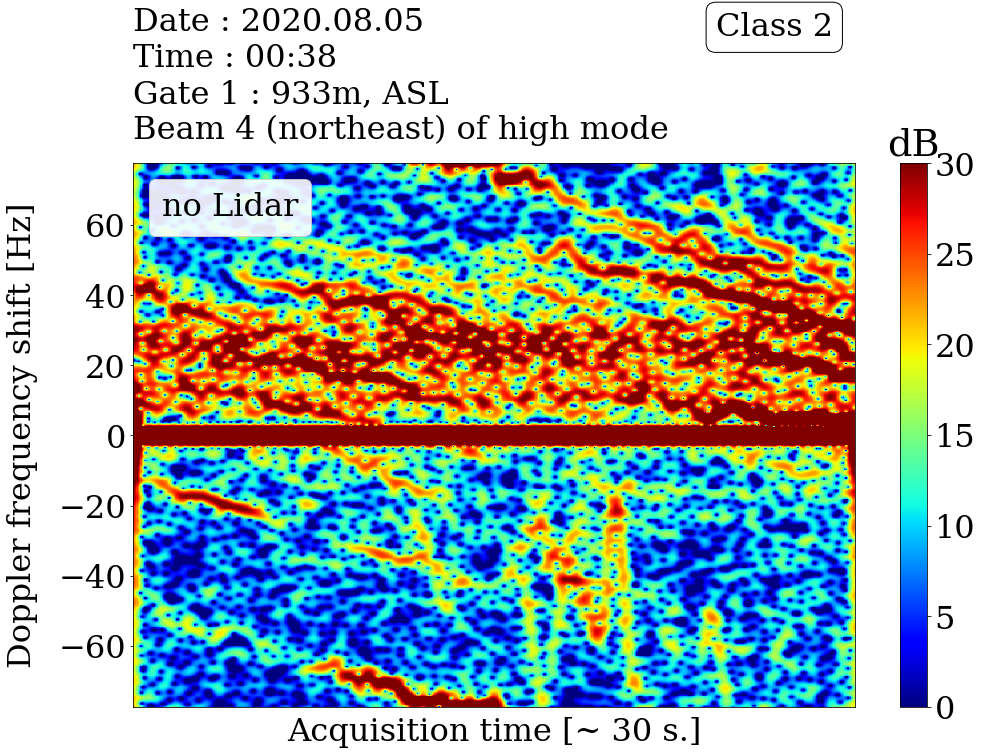 Date : 2020.08.05
Time : 00:38
Gate 1 : 933m, ASL
Beam 4 (northeast) of high mode
Class 2
dB
no Lidar
Doppler frequency shift [Hz]
60
40
20
0
−20
−40
−60
30
25
20
15
10
5
0
Acquisition time [~ 30 s.]